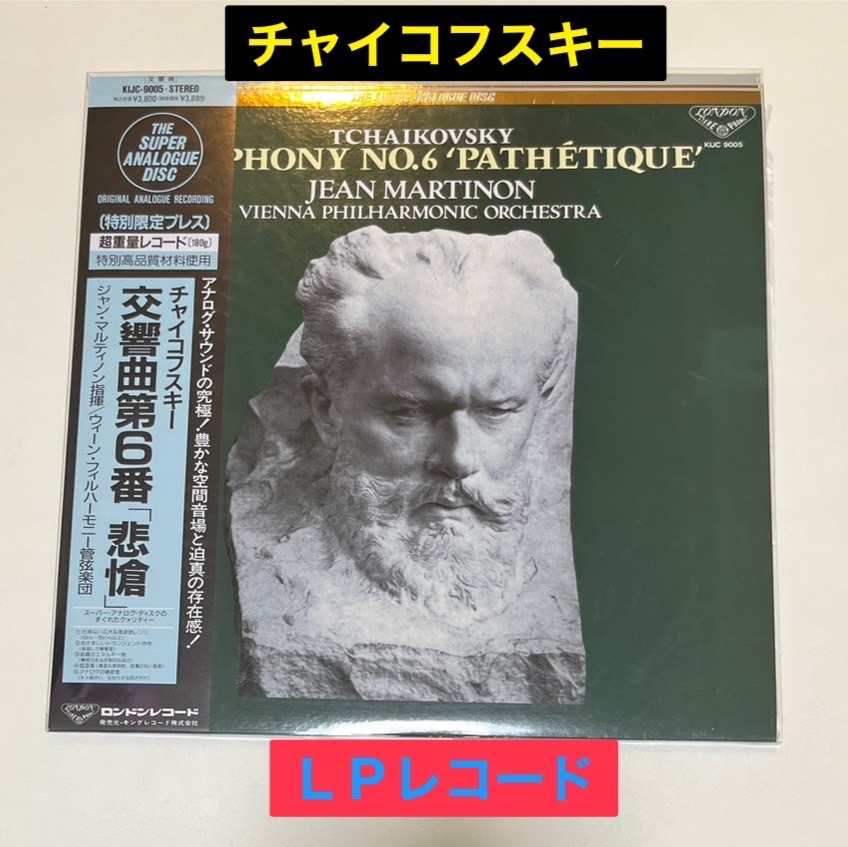 チャイコフスキー
[交響曲]
KIJC-9005・STEREO
THE
SUPER
ANALOGUE
DISC
ORIGINAL ANALOGUE RECORDING
〔特別限定プレス〕
超重量レコード〔180g〕
特別高品質材料使用
アナログ・サウンドの究極！豊かな空間音場と迫真の存在感！
チャイコフスキー
交響曲第6番「悲愴」
ジャン・マルティノン指揮/ウィーン・フィルハーモニー管弦楽団
スーパー・アナログ・ディスクの
すぐれたクォリティー
ロンドンレコード
発売元・キングレコード株式会社
ANALOGUE DISC
TCHAIKOVSKY
PHONY NO.6 ‘PATHÉTIQUE’
JEAN MARTINON
VIENNA PHILHARMONIC ORCHESTRA
LONDON
KIJC 9005
LPレコード